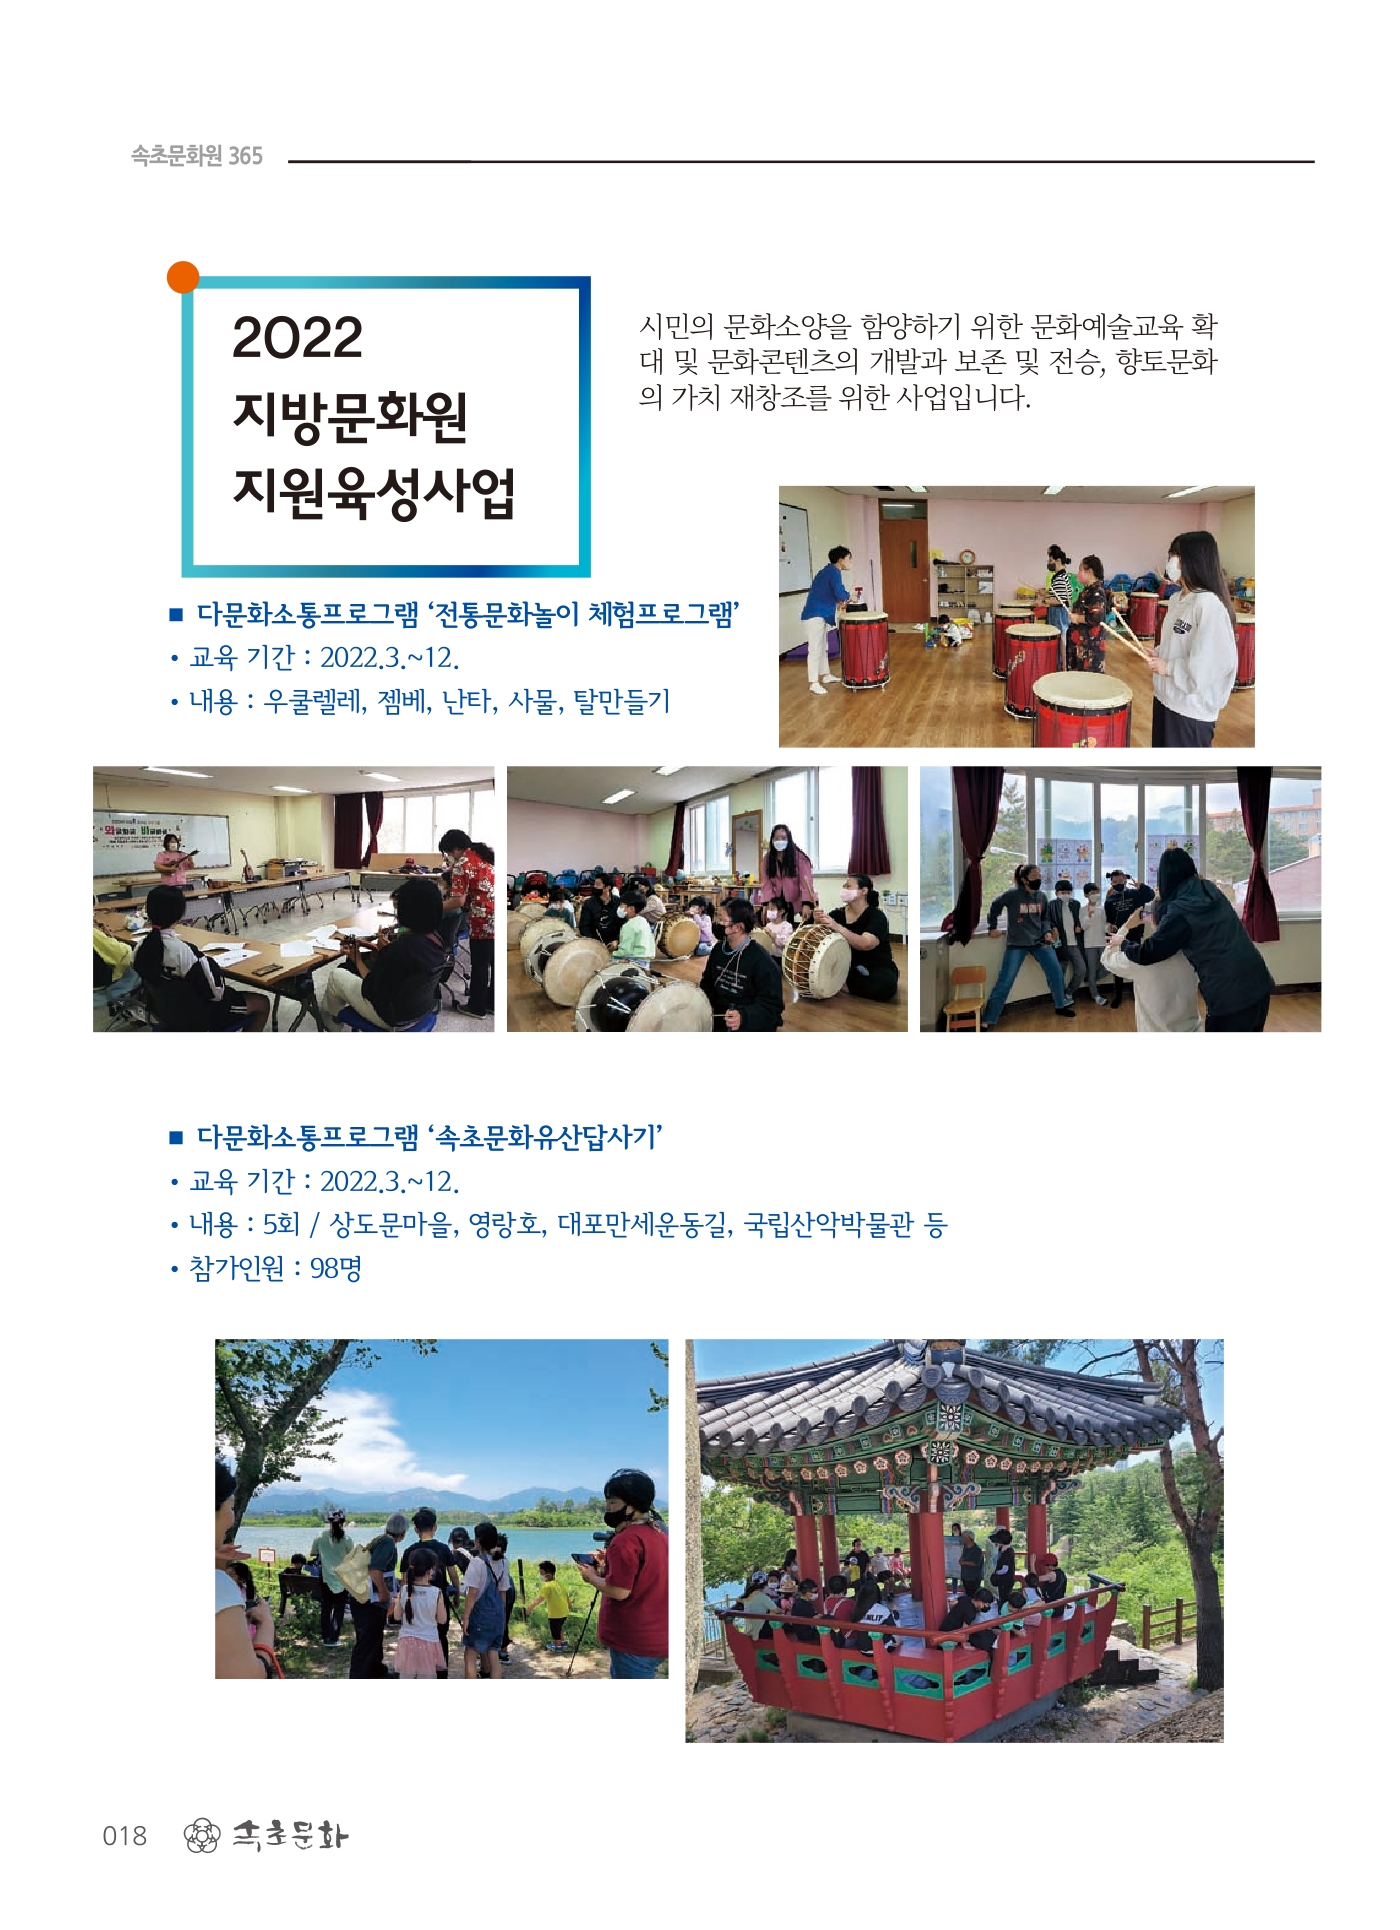 속초문화원 365
2022
지방문화원
지원육성사업
시민의 문화소양을 함양하기 위한 문화예술교육 확
대 및 문화콘텐츠의 개발과 보존 및 전승, 향토문화
의 가치 재창조를 위한 사업입니다.
■ 다문화소통프로그램 ‘전통문화놀이 체험프로그램’
• 교육 기간 : 2022.3.~12.
• 내용 : 우쿨렐레, 젬베, 난타, 사물, 탈만들기
■ 다문화소통프로그램 ‘속초문화유산답사기’
• 교육 기간 : 2022.3.~12.
• 내용 : 5회 / 상도문마을, 영랑호, 대포만세운동길, 국립산악박물관 등
• 참가인원 : 98명
018 속초문화